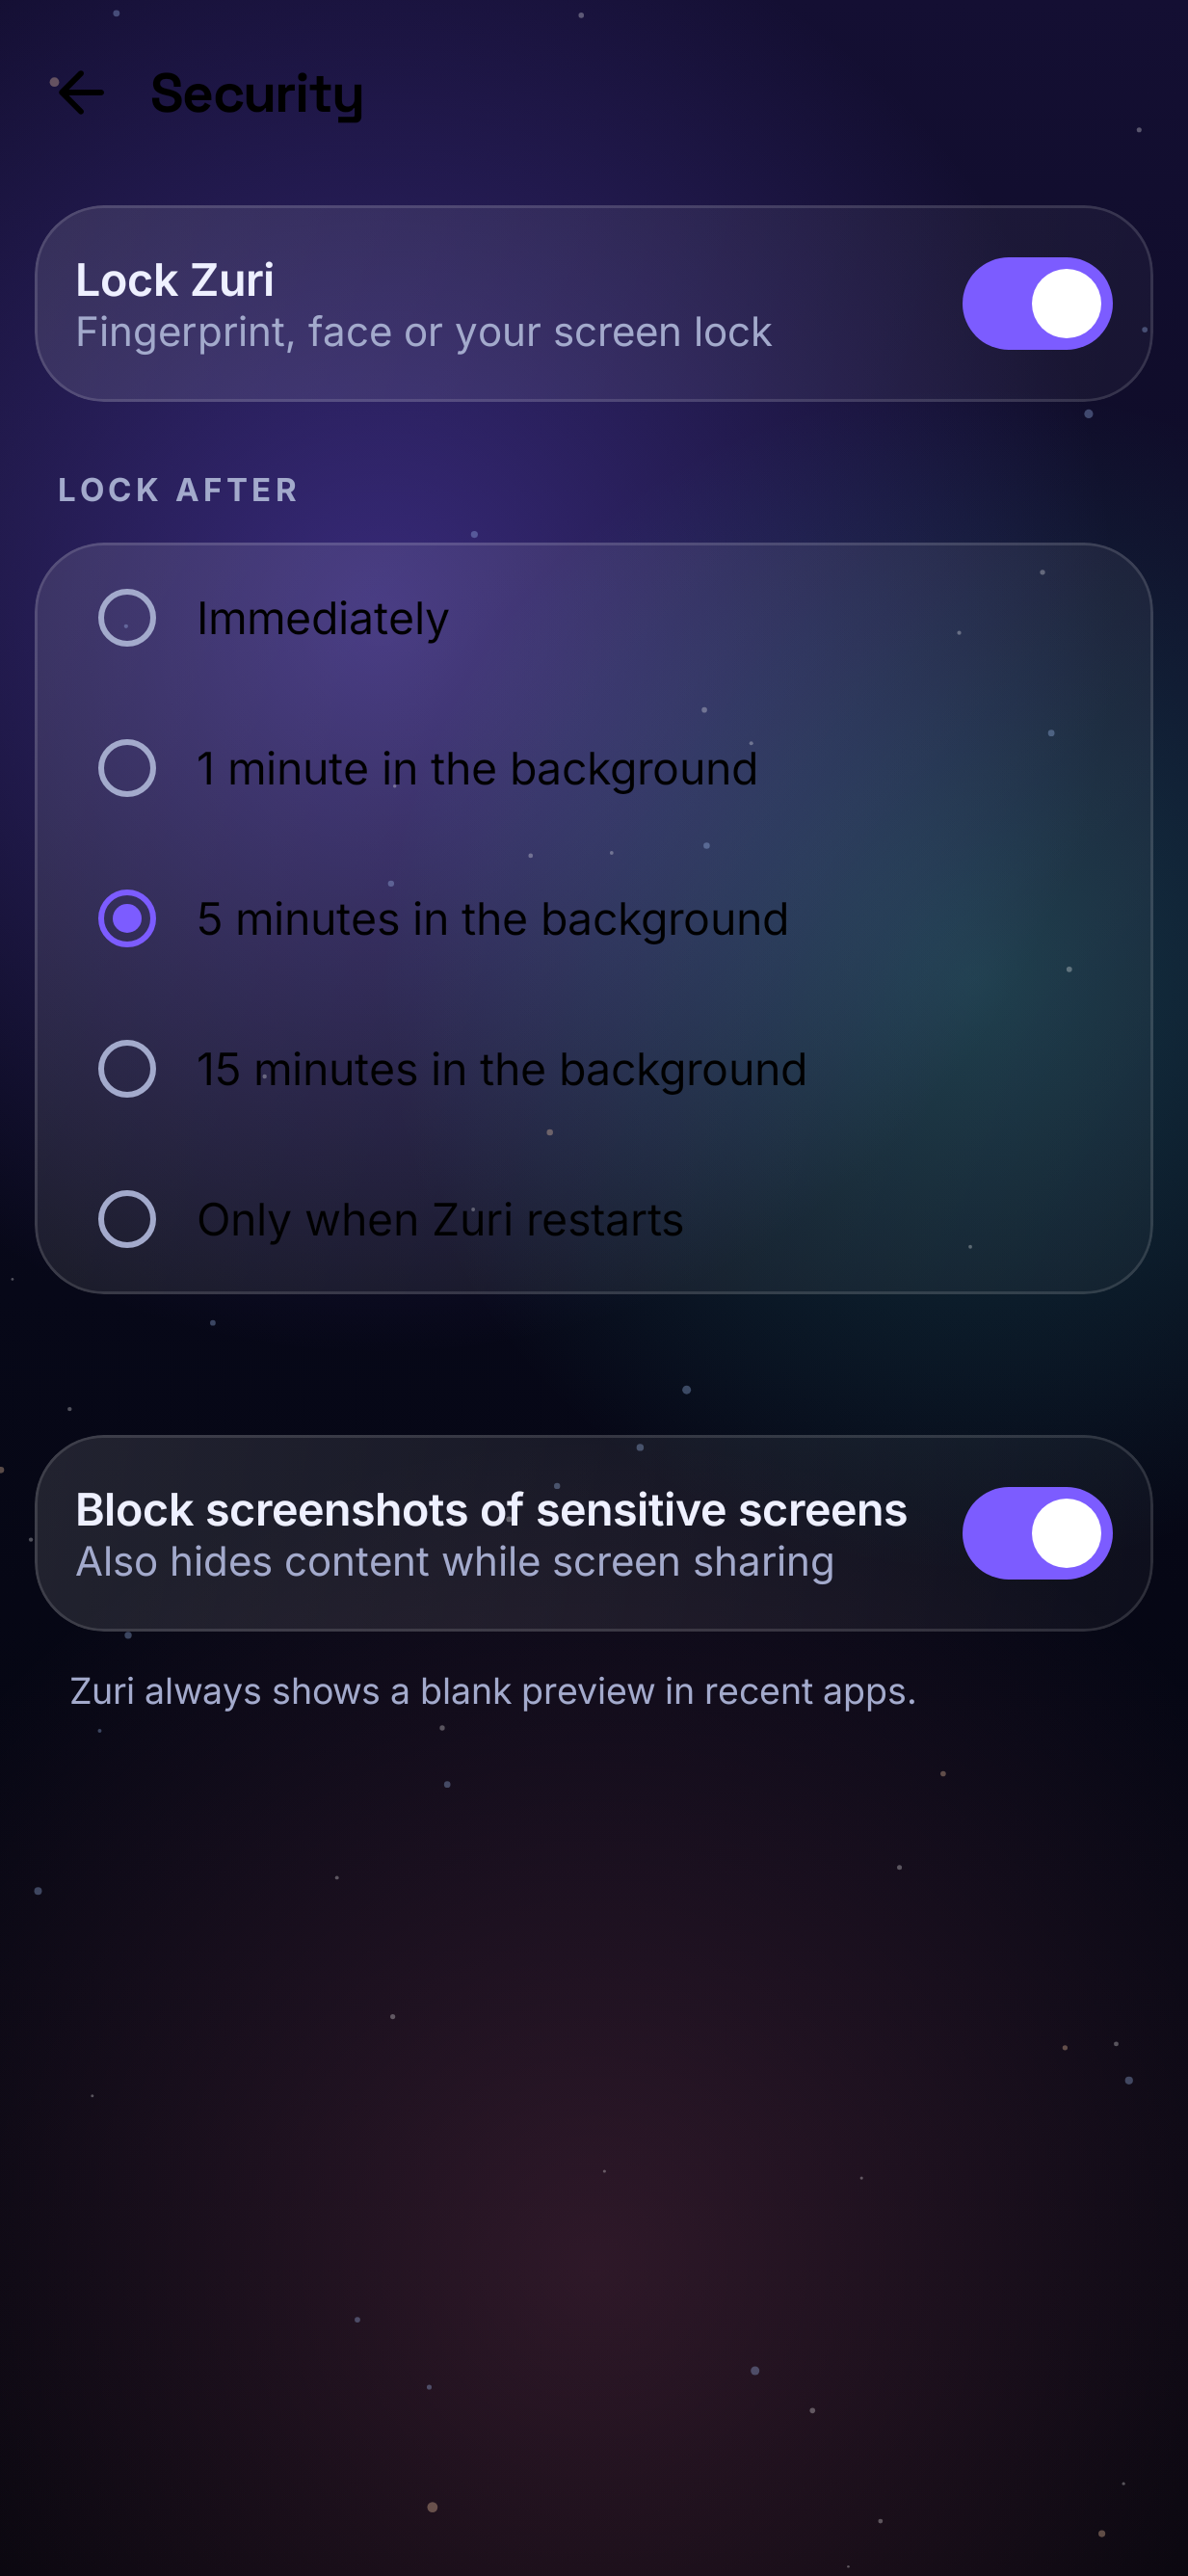 Security
Lock Zuri
Fingerprint, face or your screen lock
LOCK AFTER
Immediately
1 minute in the background
5 minutes in the background
15 minutes in the background
Only when Zuri restarts
Block screenshots of sensitive screens
Also hides content while screen sharing
Zuri always shows a blank preview in recent apps.